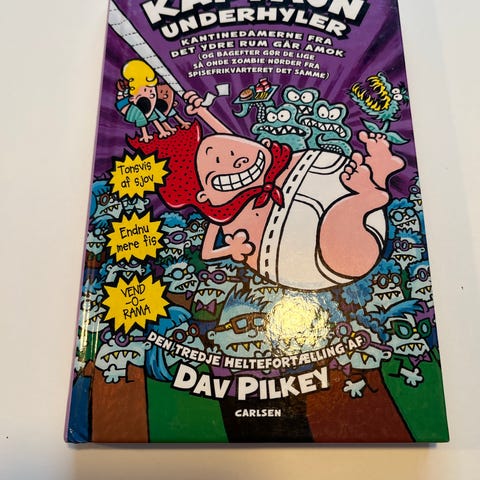 KAPTAJN
UNDERHYLER
KANTINEDAMERNE FRA
DET YDRE RUM GÅR AMOK
(OG BAGEFTER GØR DE LIGE
SÅ ONDE ZOMBIE-NØRDER FRA
SPISEFRIKVARTERET DET SAMME)
Tonsvis
af sjov
Endnu
mere fis
VEND
-O-
RAMA
DEN TREDJE HELTEFORTÆLLING AF
DAV PILKEY
CARLSEN